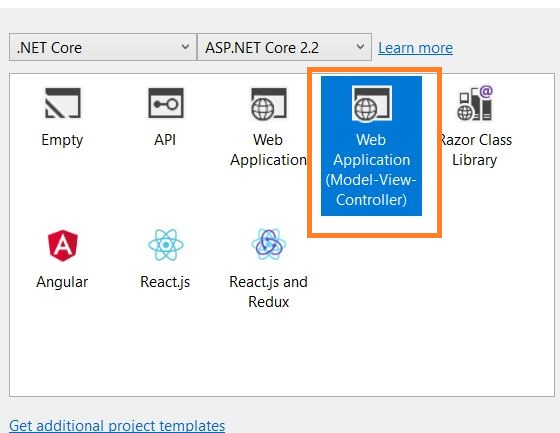 .NET Core
ASP.NET Core 2.2
Learn more
Empty
API
Web
Application
Web
Application
(Model-View-
Controller)
Razor Class
Library
Angular
React.js
React.js and
Redux
Get additional project templates